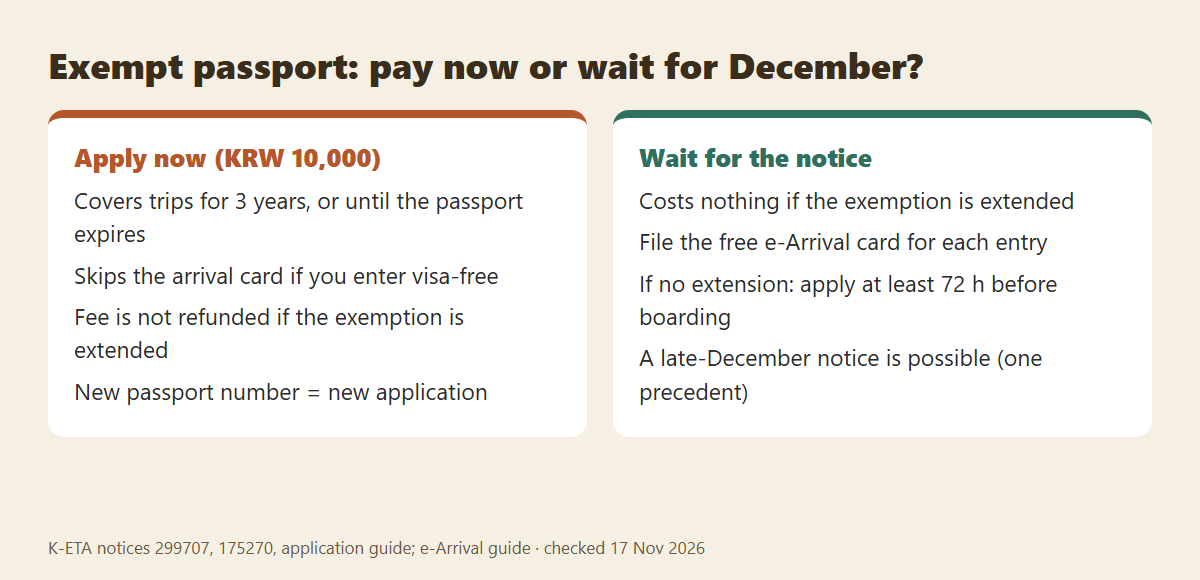 Exempt passport: pay now or wait for December?
Apply now (KRW 10,000)
Covers trips for 3 years, or until the passport
expires
Skips the arrival card if you enter visa-free
Fee is not refunded if the exemption is
extended
New passport number = new application
Wait for the notice
Costs nothing if the exemption is extended
File the free e-Arrival card for each entry
If no extension: apply at least 72 h before
boarding
A late-December notice is possible (one
precedent)
K-ETA notices 299707, 175270, application guide; e-Arrival guide · checked 17 Nov 2026